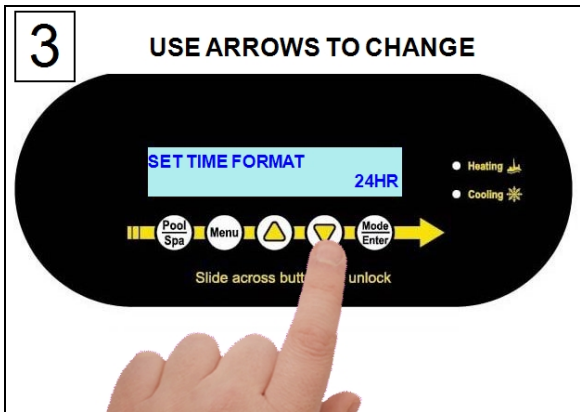 3
USE ARROWS TO CHANGE
SET TIME FORMAT
24HR
Heating
Cooling
Pool
Spa
Menu
Mode
Enter
Slide across but unlock